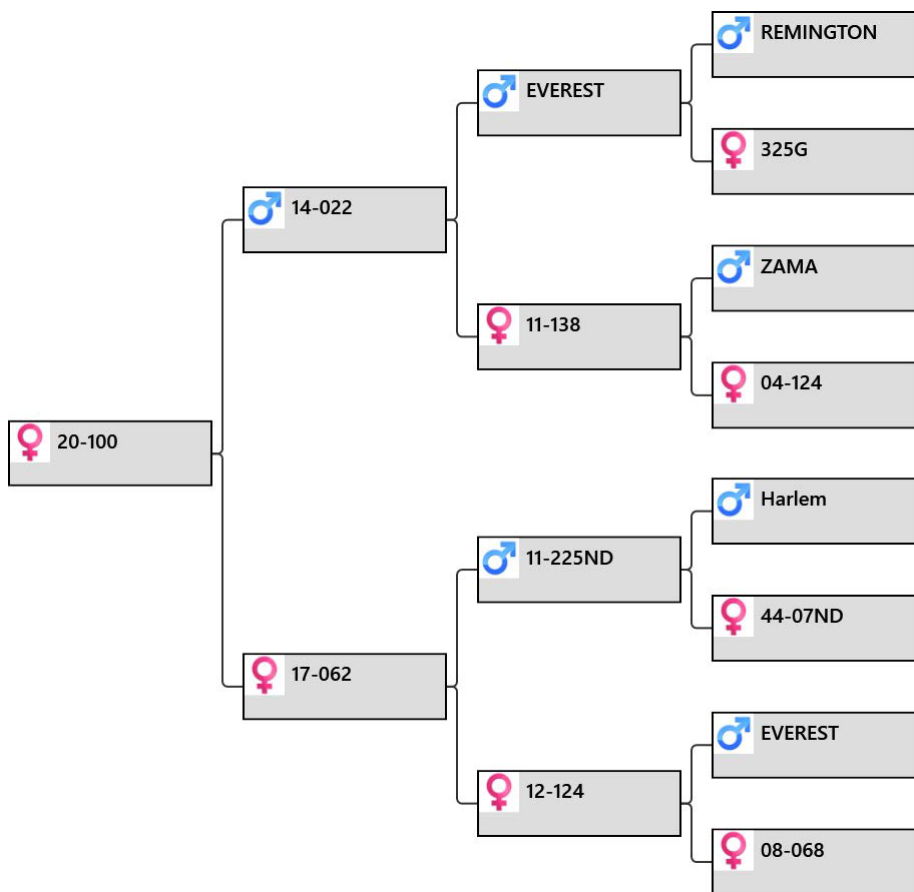 REMINGTON
EVEREST
325G
14-022
ZAMA
11-138
04-124
20-100
Harlem
11-225ND
44-07ND
17-062
EVEREST
12-124
08-068